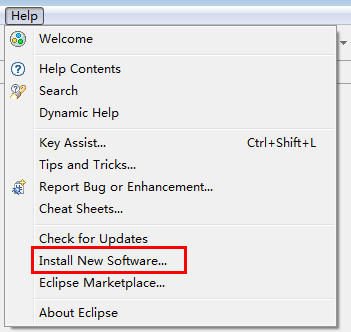 Help
Welcome
Help Contents
Search
Dynamic Help
Key Assist... Ctrl+Shift+L
Tips and Tricks...
Report Bug or Enhancement...
Cheat Sheets...
Check for Updates
Install New Software...
Eclipse Marketplace...
About Eclipse